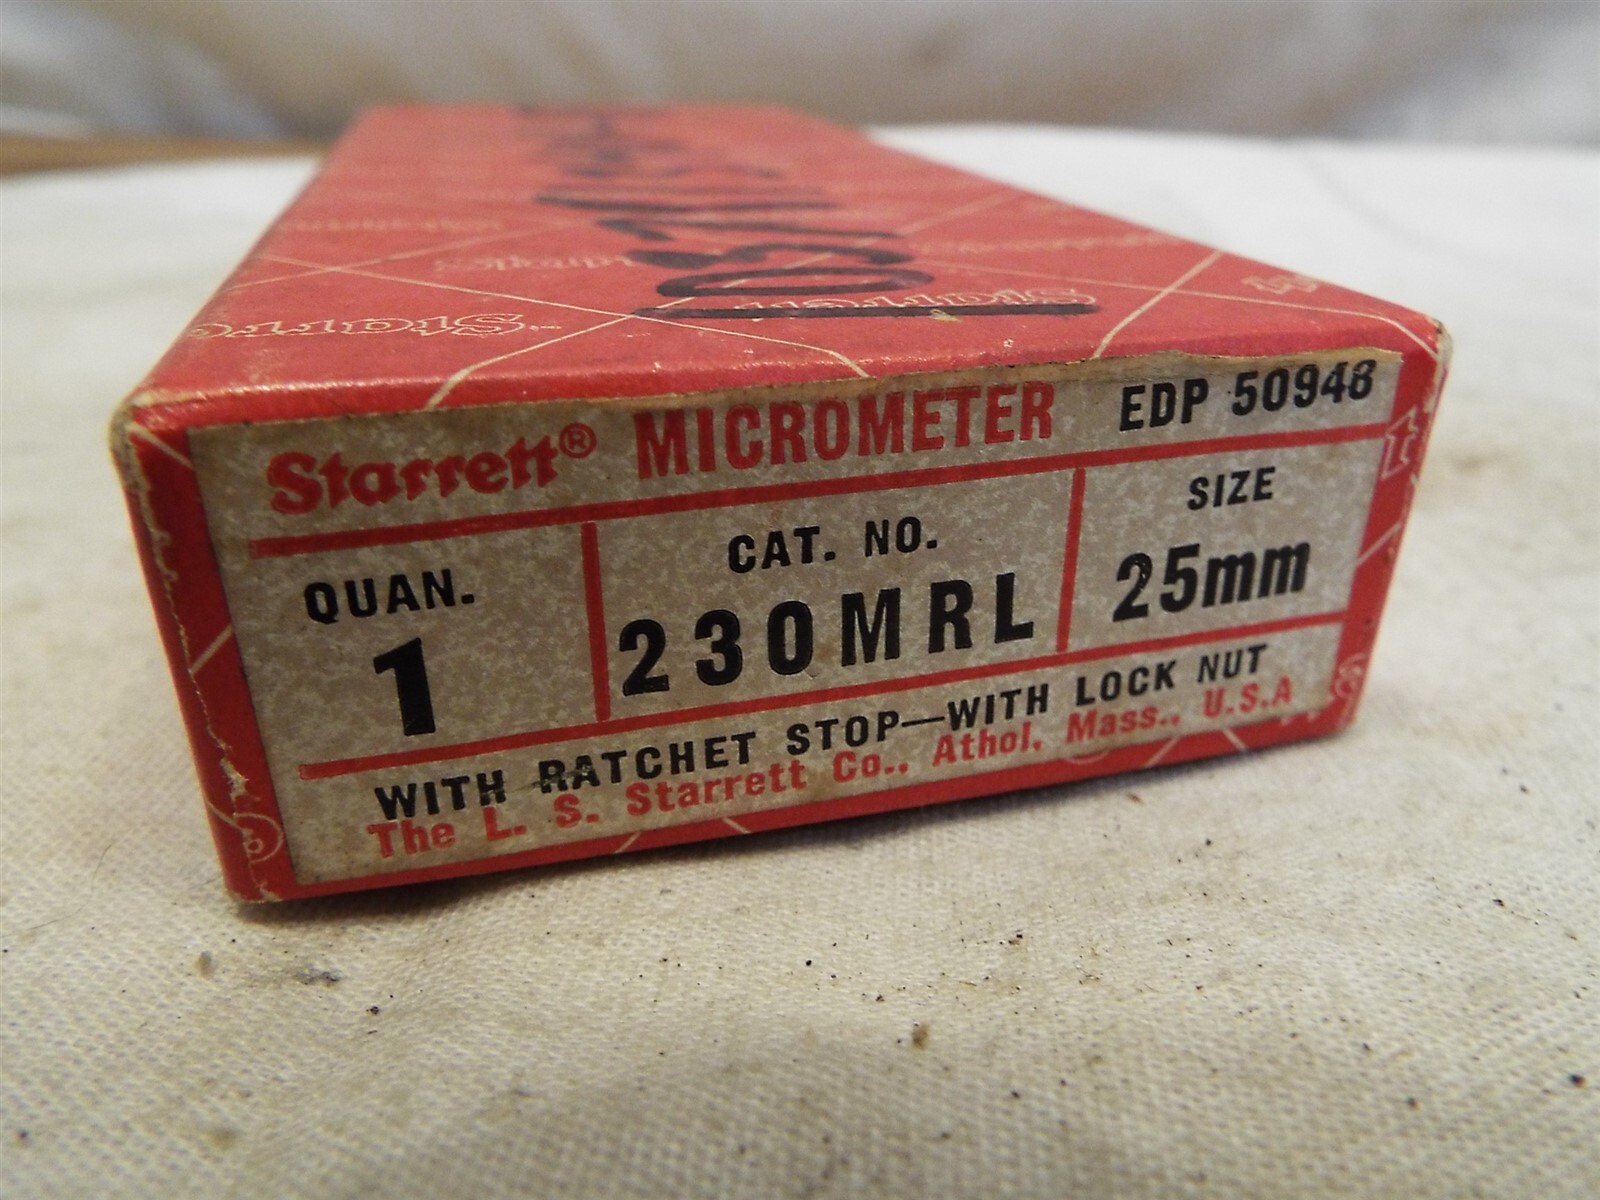 Starrett® MICROMETER EDP 50948
QUAN. CAT. NO. SIZE
1 230MRL 25mm
WITH RATCHET STOP—WITH LOCK NUT
The L. S. Starrett Co., Athol, Mass., U.S.A
Starrett